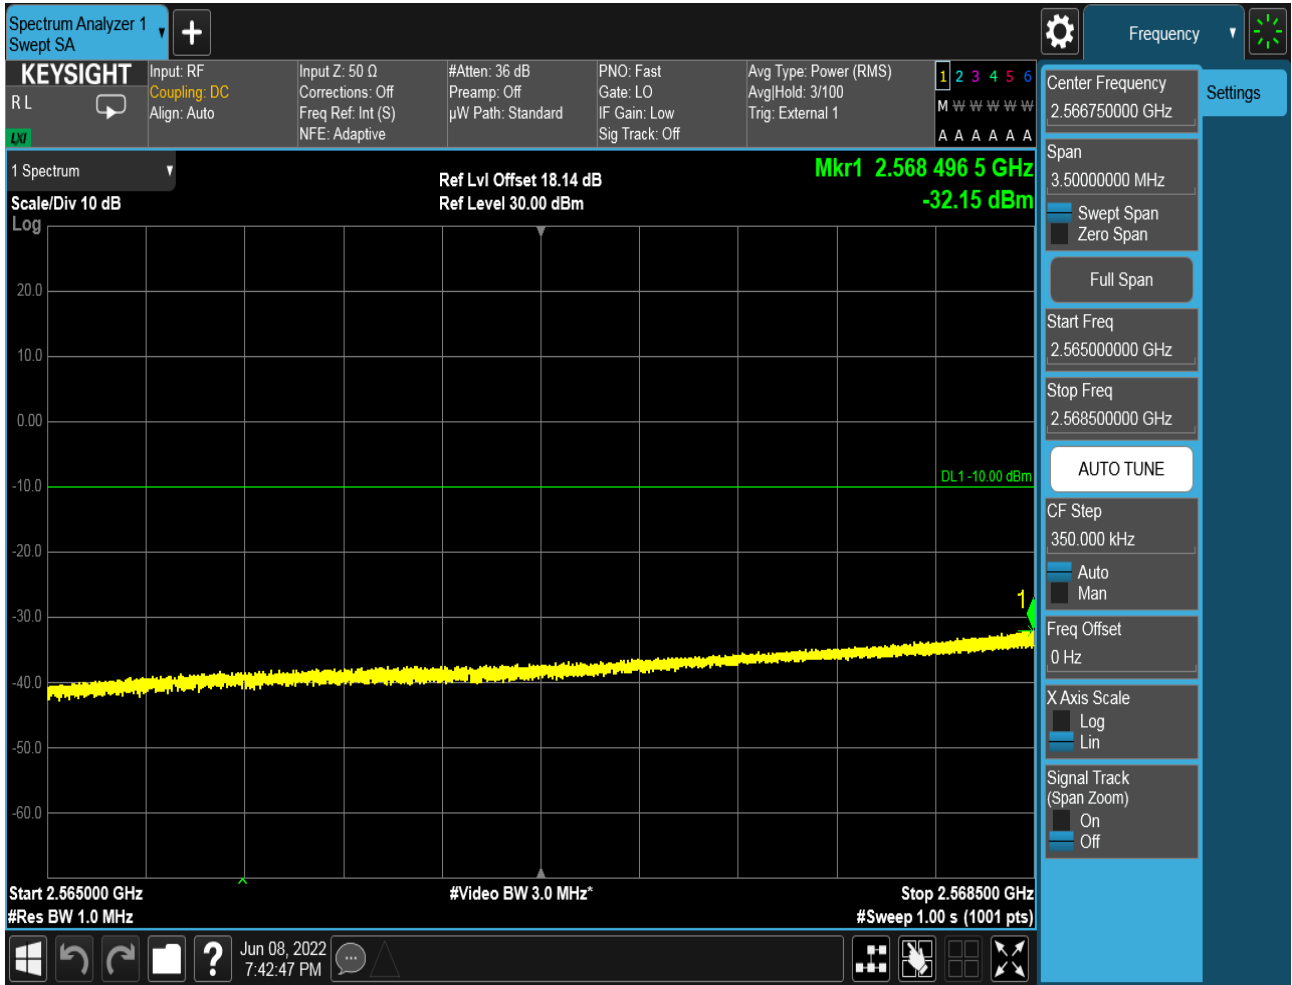 Spectrum Analyzer 1
Swept SA
Frequency
KEYSIGHT
R L
LXI
Input: RF
Coupling: DC
Align: Auto
Input Z: 50 Ω
Corrections: Off
Freq Ref: Int (S)
NFE: Adaptive
#Atten: 36 dB
Preamp: Off
µW Path: Standard
PNO: Fast
Gate: LO
IF Gain: Low
Sig Track: Off
Avg Type: Power (RMS)
Avg|Hold: 3/100
Trig: External 1
1 2 3 4 5 6
M W W W W W
A A A A A A
1 Spectrum
Scale/Div 10 dB
Log
Ref Lvl Offset 18.14 dB
Ref Level 30.00 dBm
Mkr1 2.568 496 5 GHz
-32.15 dBm
20.0
10.0
0.00
-10.0
-20.0
-30.0
-40.0
-50.0
-60.0
DL1 -10.00 dBm
1
Start 2.565000 GHz
#Res BW 1.0 MHz
#Video BW 3.0 MHz*
Stop 2.568500 GHz
#Sweep 1.00 s (1001 pts)
?
Jun 08, 2022
7:42:47 PM
Center Frequency
2.566750000 GHz
Span
3.50000000 MHz
Swept Span
Zero Span
Full Span
Start Freq
2.565000000 GHz
Stop Freq
2.568500000 GHz
AUTO TUNE
CF Step
350.000 kHz
Auto
Man
Freq Offset
0 Hz
X Axis Scale
Log
Lin
Signal Track
(Span Zoom)
On
Off
Settings